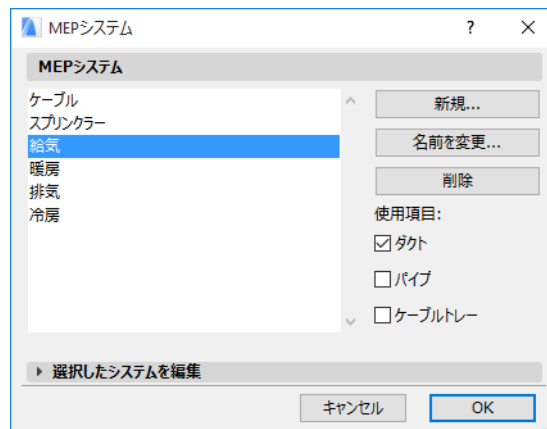 MEPシステム ?
MEPシステム
ケーブル
スプリンクラー
給気
暖房
排気
冷房
新規...
名前を変更...
削除
使用項目:
ダクト
パイプ
ケーブルトレー
選択したシステムを編集
キャンセル OK